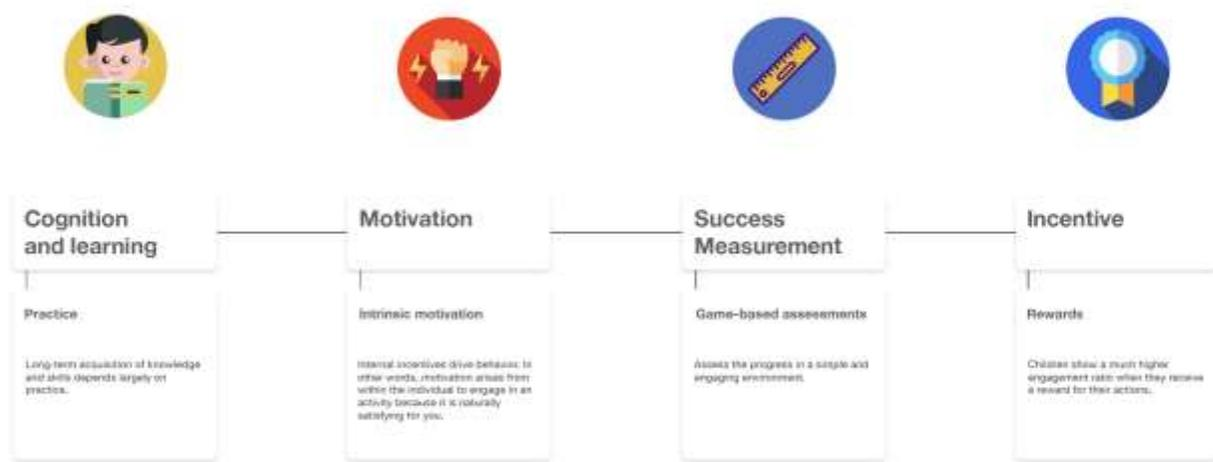 Cognition
and learning
Motivation
Success
Measurement
Incentive
Practice
Long-term acquisition of knowledge
and skills depends largely on
practice.
Intrinsic motivation
Internal incentives drive behavior. In
other words, motivation arises from
within the individual to engage in an
activity because it is naturally
satisfying for you.
Game-based assessments
Assess the progress in a simple and
engaging environment.
Rewards
Children show a much higher
engagement ratio when they receive
a reward for their actions.